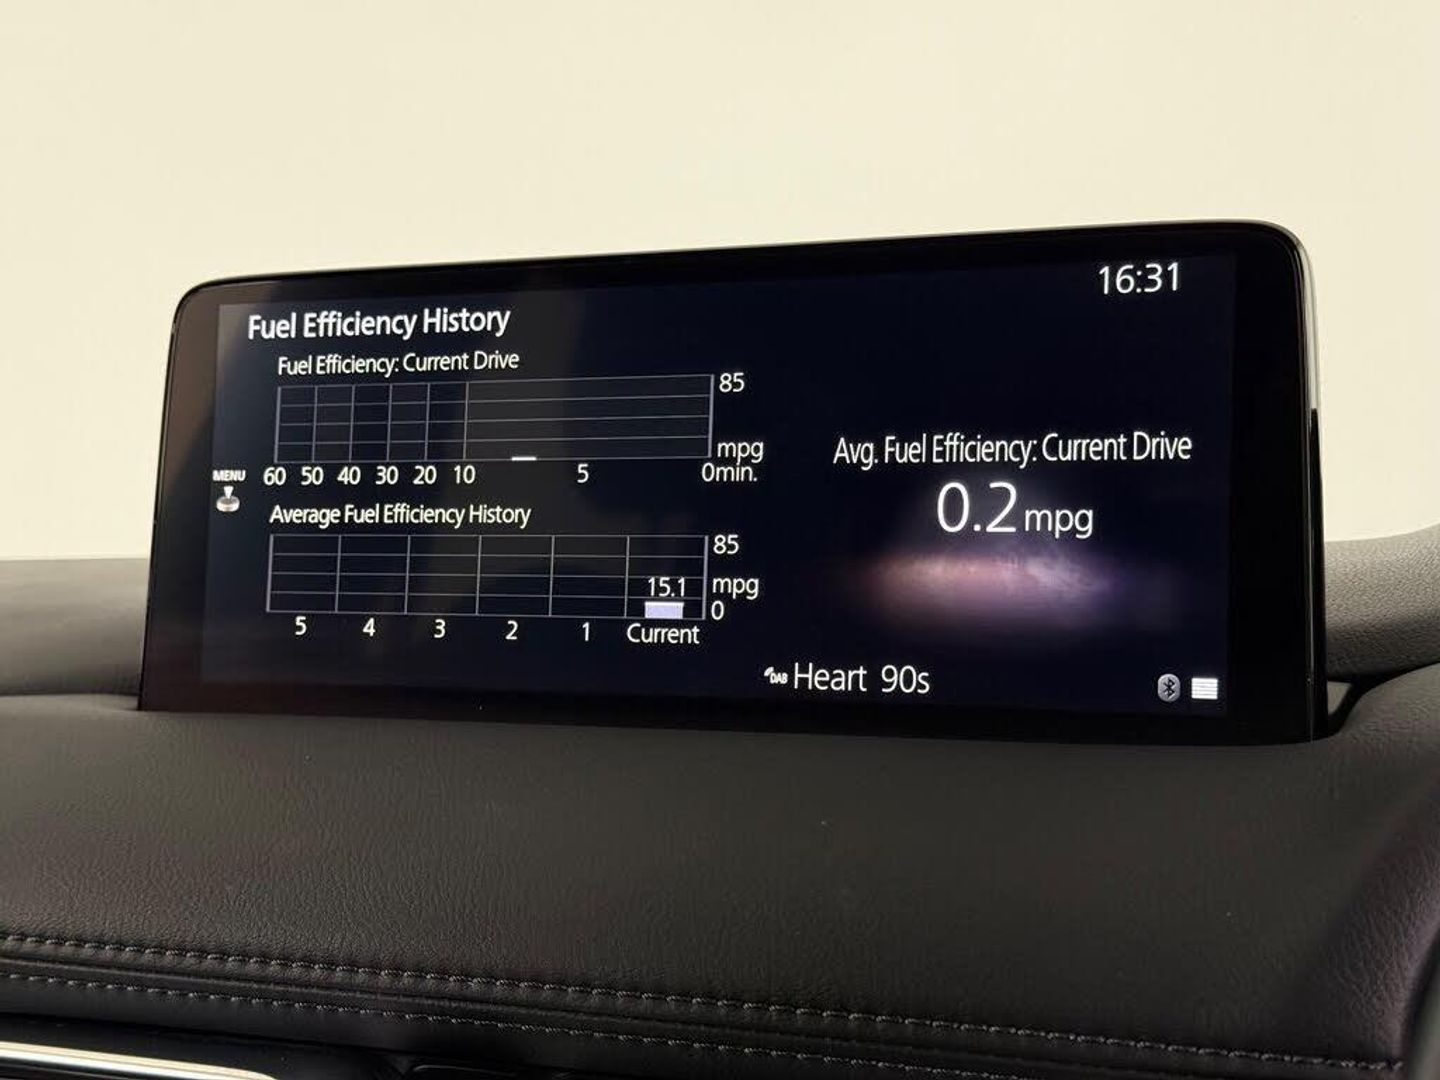 16:31
Fuel Efficiency History
Fuel Efficiency: Current Drive
85
mpg
60 50 40 30 20 10 5 0min.
MENU
Average Fuel Efficiency History
85
15.1 mpg
0
5 4 3 2 1 Current
Avg. Fuel Efficiency: Current Drive
0.2 mpg
DAB Heart 90s